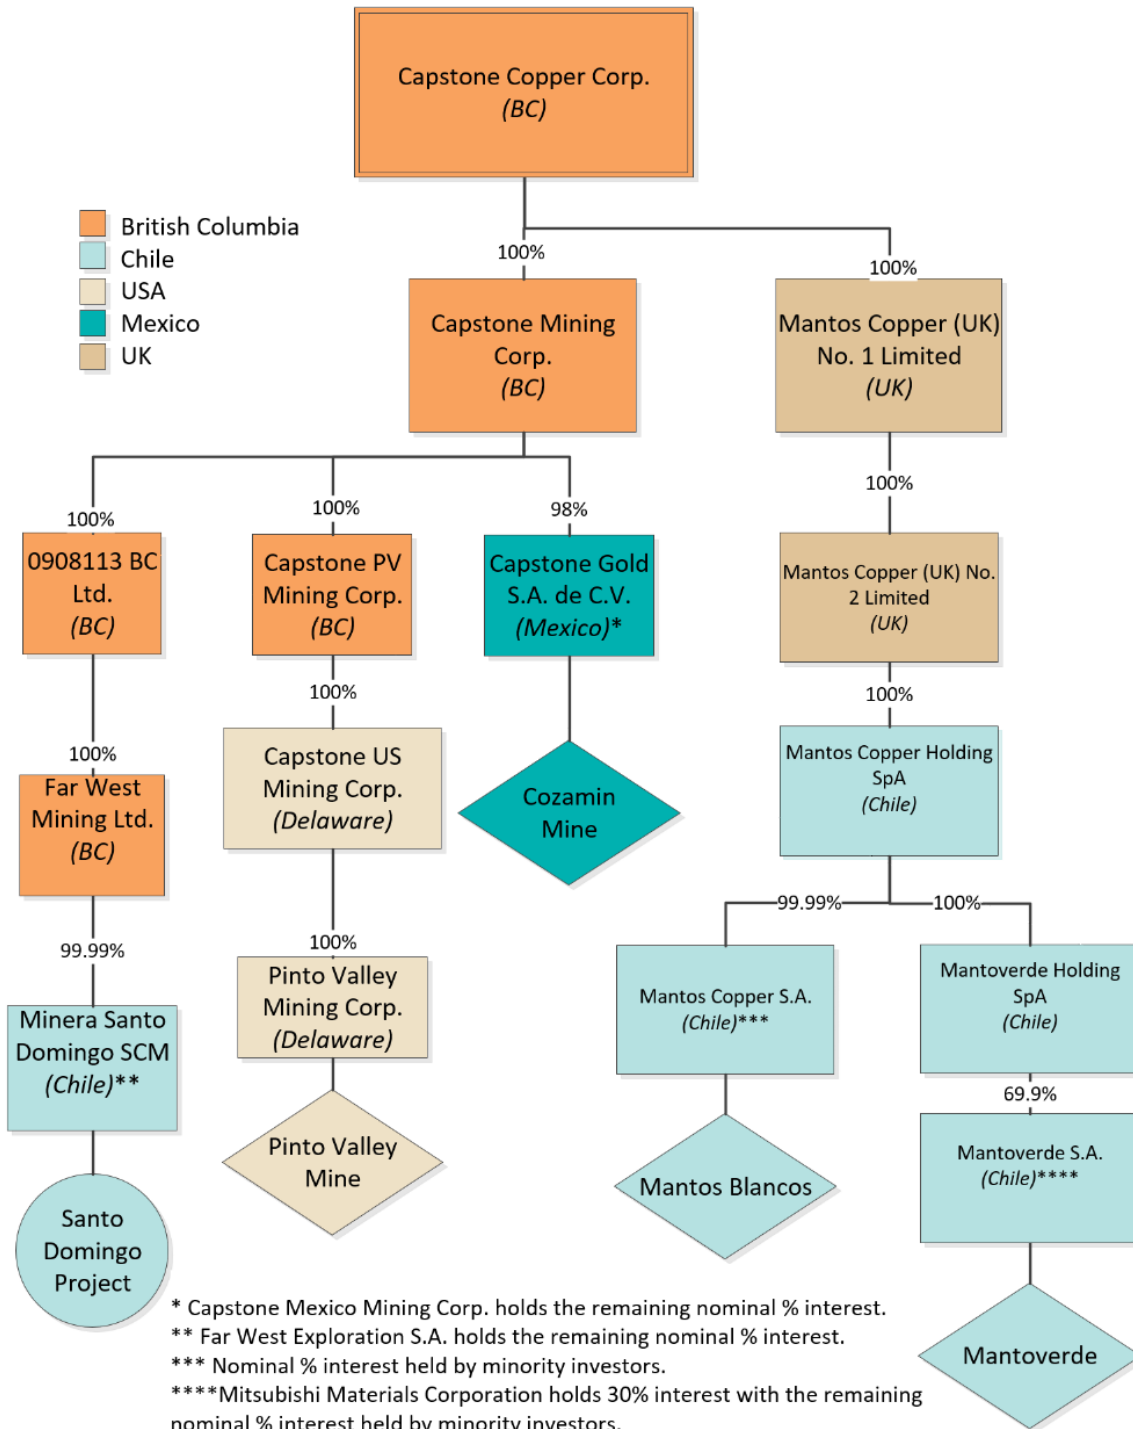 Capstone Copper Corp.
(BC)
British Columbia
Chile
USA
Mexico
UK
100%
100%
Capstone Mining
Corp.
(BC)
Mantos Copper (UK)
No. 1 Limited
(UK)
100%
100%
98%
100%
0908113 BC
Ltd.
(BC)
Capstone PV
Mining Corp.
(BC)
Capstone Gold
S.A. de C.V.
(Mexico)*
Mantos Copper (UK) No.
2 Limited
(UK)
100%
100%
100%
Far West
Mining Ltd.
(BC)
Capstone US
Mining Corp.
(Delaware)
Cozamin
Mine
Mantos Copper Holding
SpA
(Chile)
99.99%
100%
99.99%
100%
Minera Santo
Domingo SCM
(Chile)**
Pinto Valley
Mining Corp.
(Delaware)
Mantos Copper S.A.
(Chile)***
Mantoverde Holding
SpA
(Chile)
69.9%
Santo
Domingo
Project
Pinto Valley
Mine
Mantos Blancos
Mantoverde S.A.
(Chile)****
Mantoverde
* Capstone Mexico Mining Corp. holds the remaining nominal % interest.
** Far West Exploration S.A. holds the remaining nominal % interest.
*** Nominal % interest held by minority investors.
****Mitsubishi Materials Corporation holds 30% interest with the remaining
nominal % interest held by minority investors.